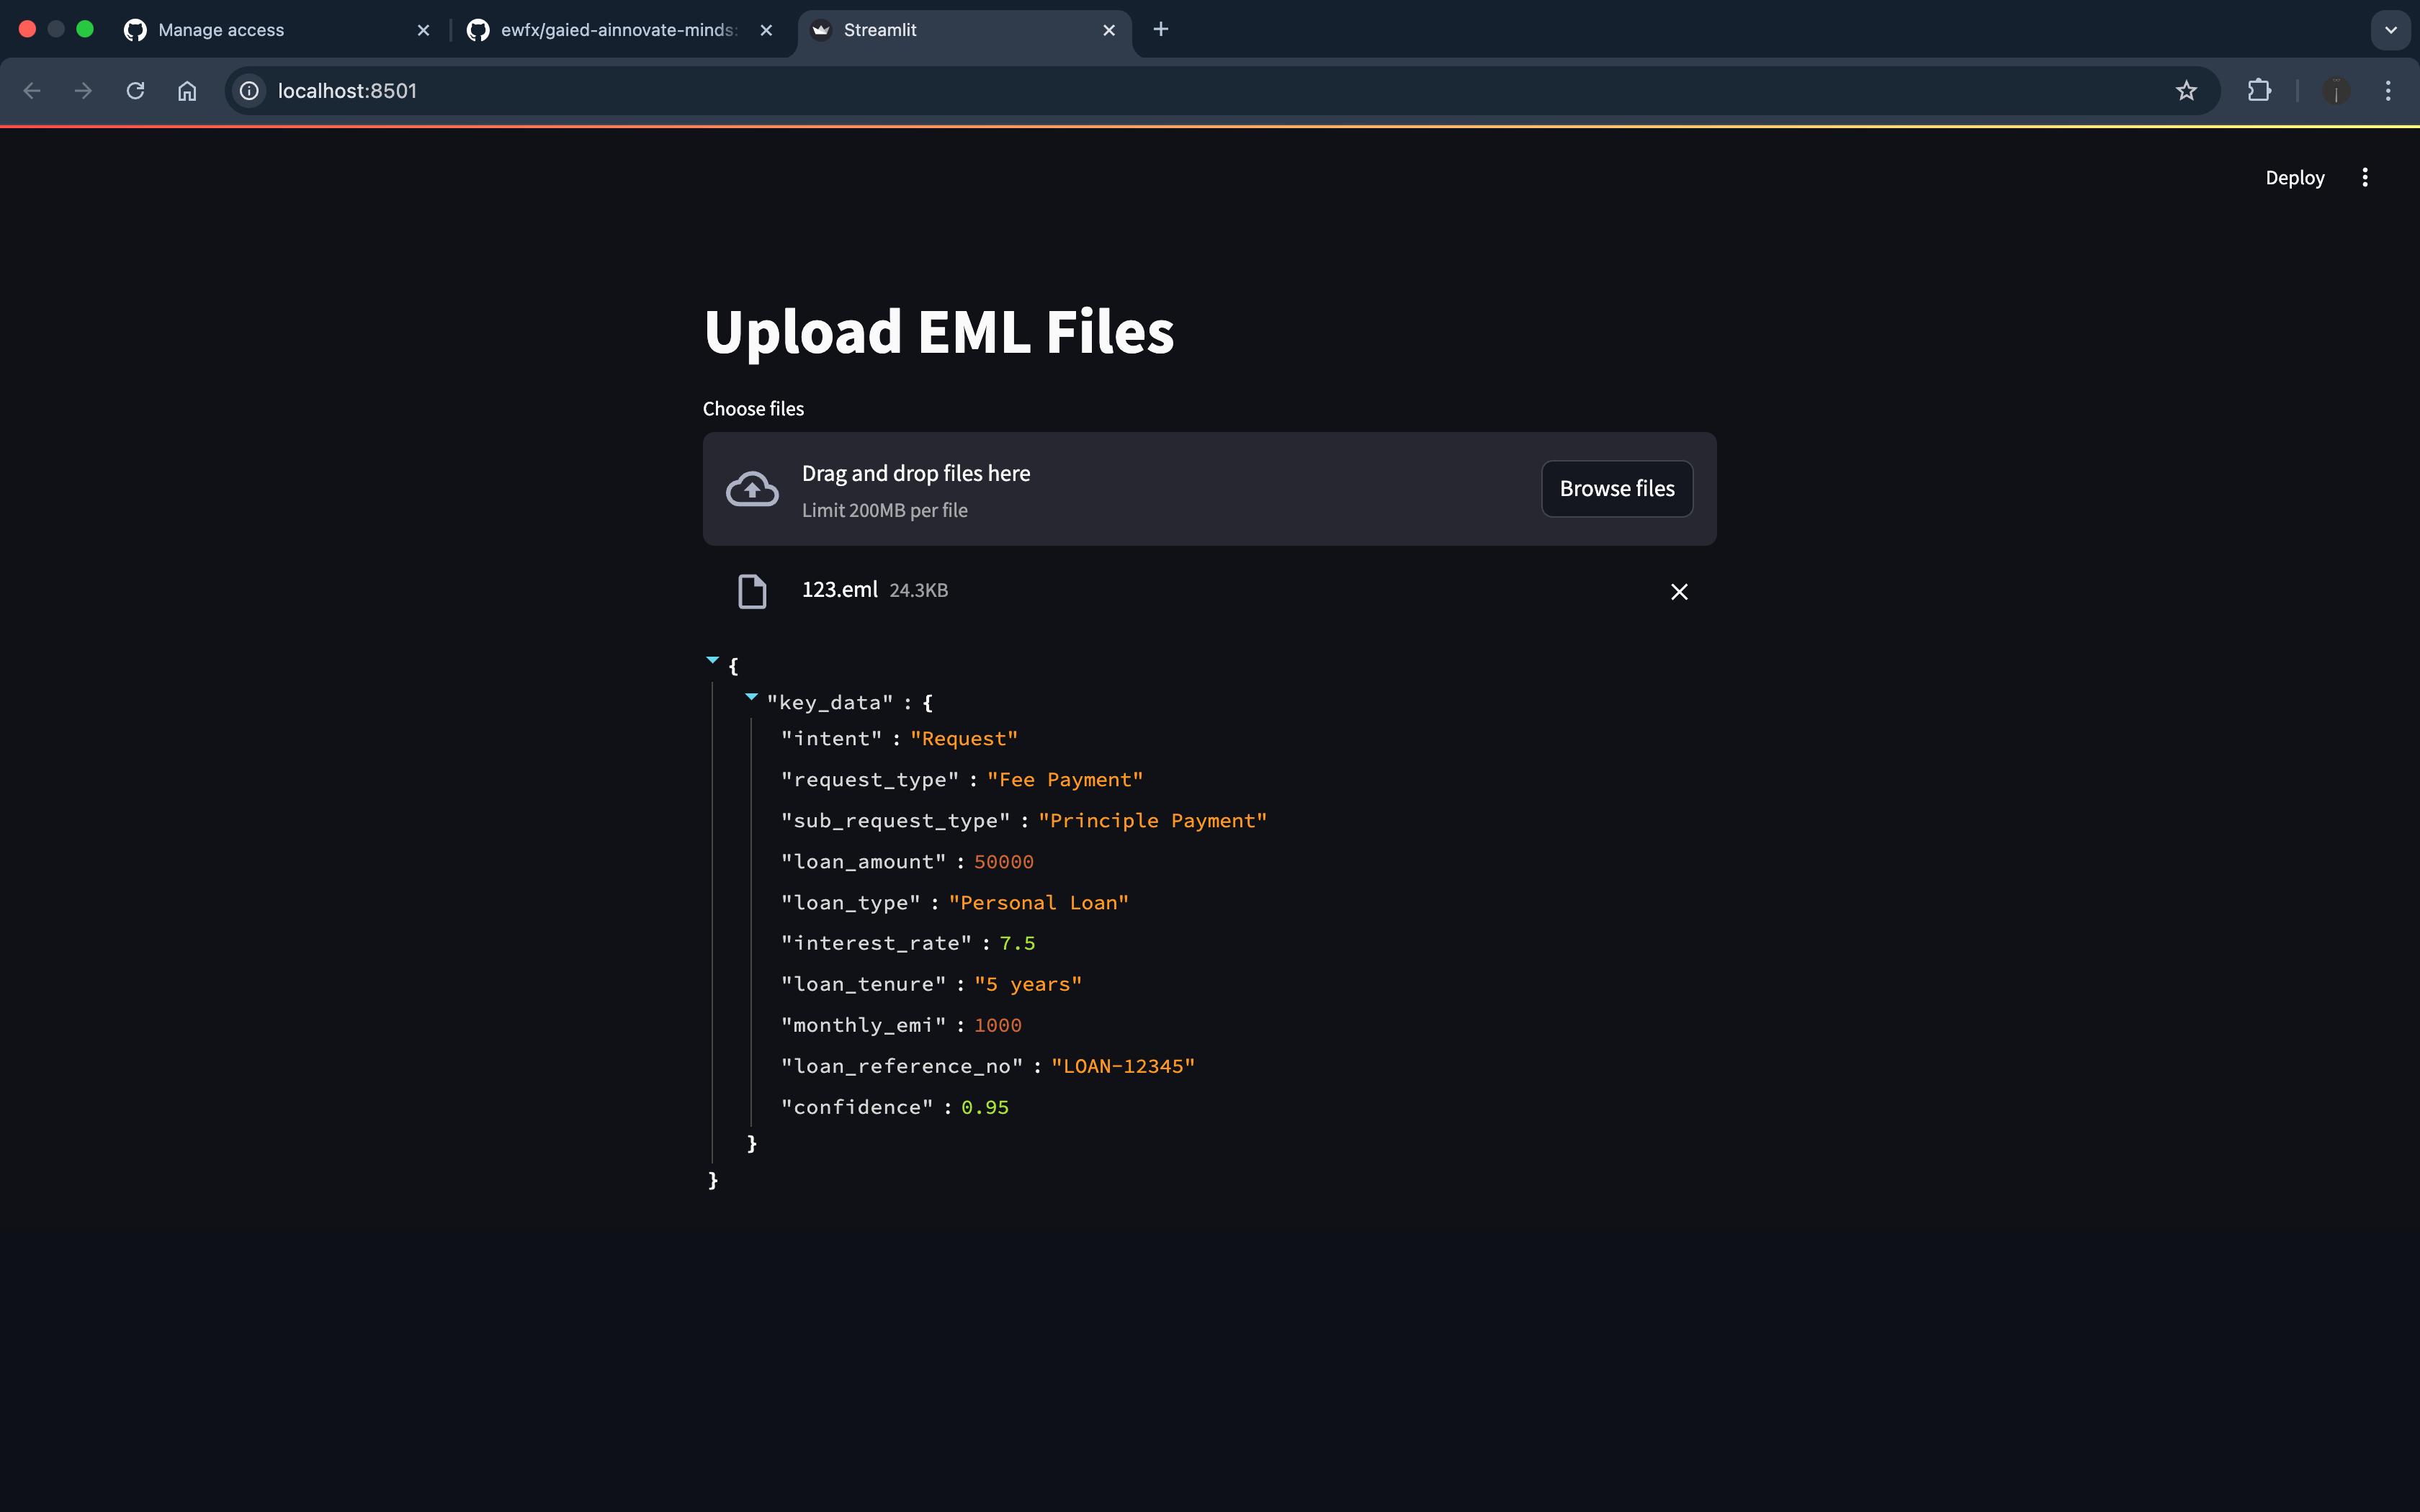 Manage access
ewfx/gaied-ainnovate-minds:
Streamlit
localhost:8501
Deploy
Upload EML Files
Choose files
Drag and drop files here
Limit 200MB per file
Browse files
123.eml 24.3KB
{
"key_data" : {
"intent" : "Request"
"request_type" : "Fee Payment"
"sub_request_type" : "Principle Payment"
"loan_amount" : 50000
"loan_type" : "Personal Loan"
"interest_rate" : 7.5
"loan_tenure" : "5 years"
"monthly_emi" : 1000
"loan_reference_no" : "LOAN-12345"
"confidence" : 0.95
}
}